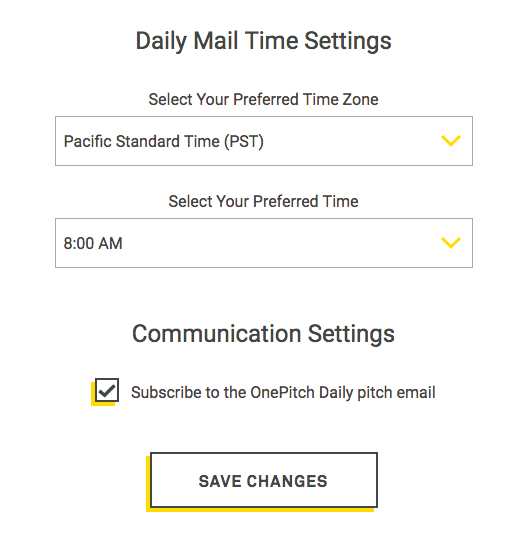 Daily Mail Time Settings
Select Your Preferred Time Zone
Pacific Standard Time (PST)
Select Your Preferred Time
8:00 AM
Communication Settings
Subscribe to the OnePitch Daily pitch email
SAVE CHANGES